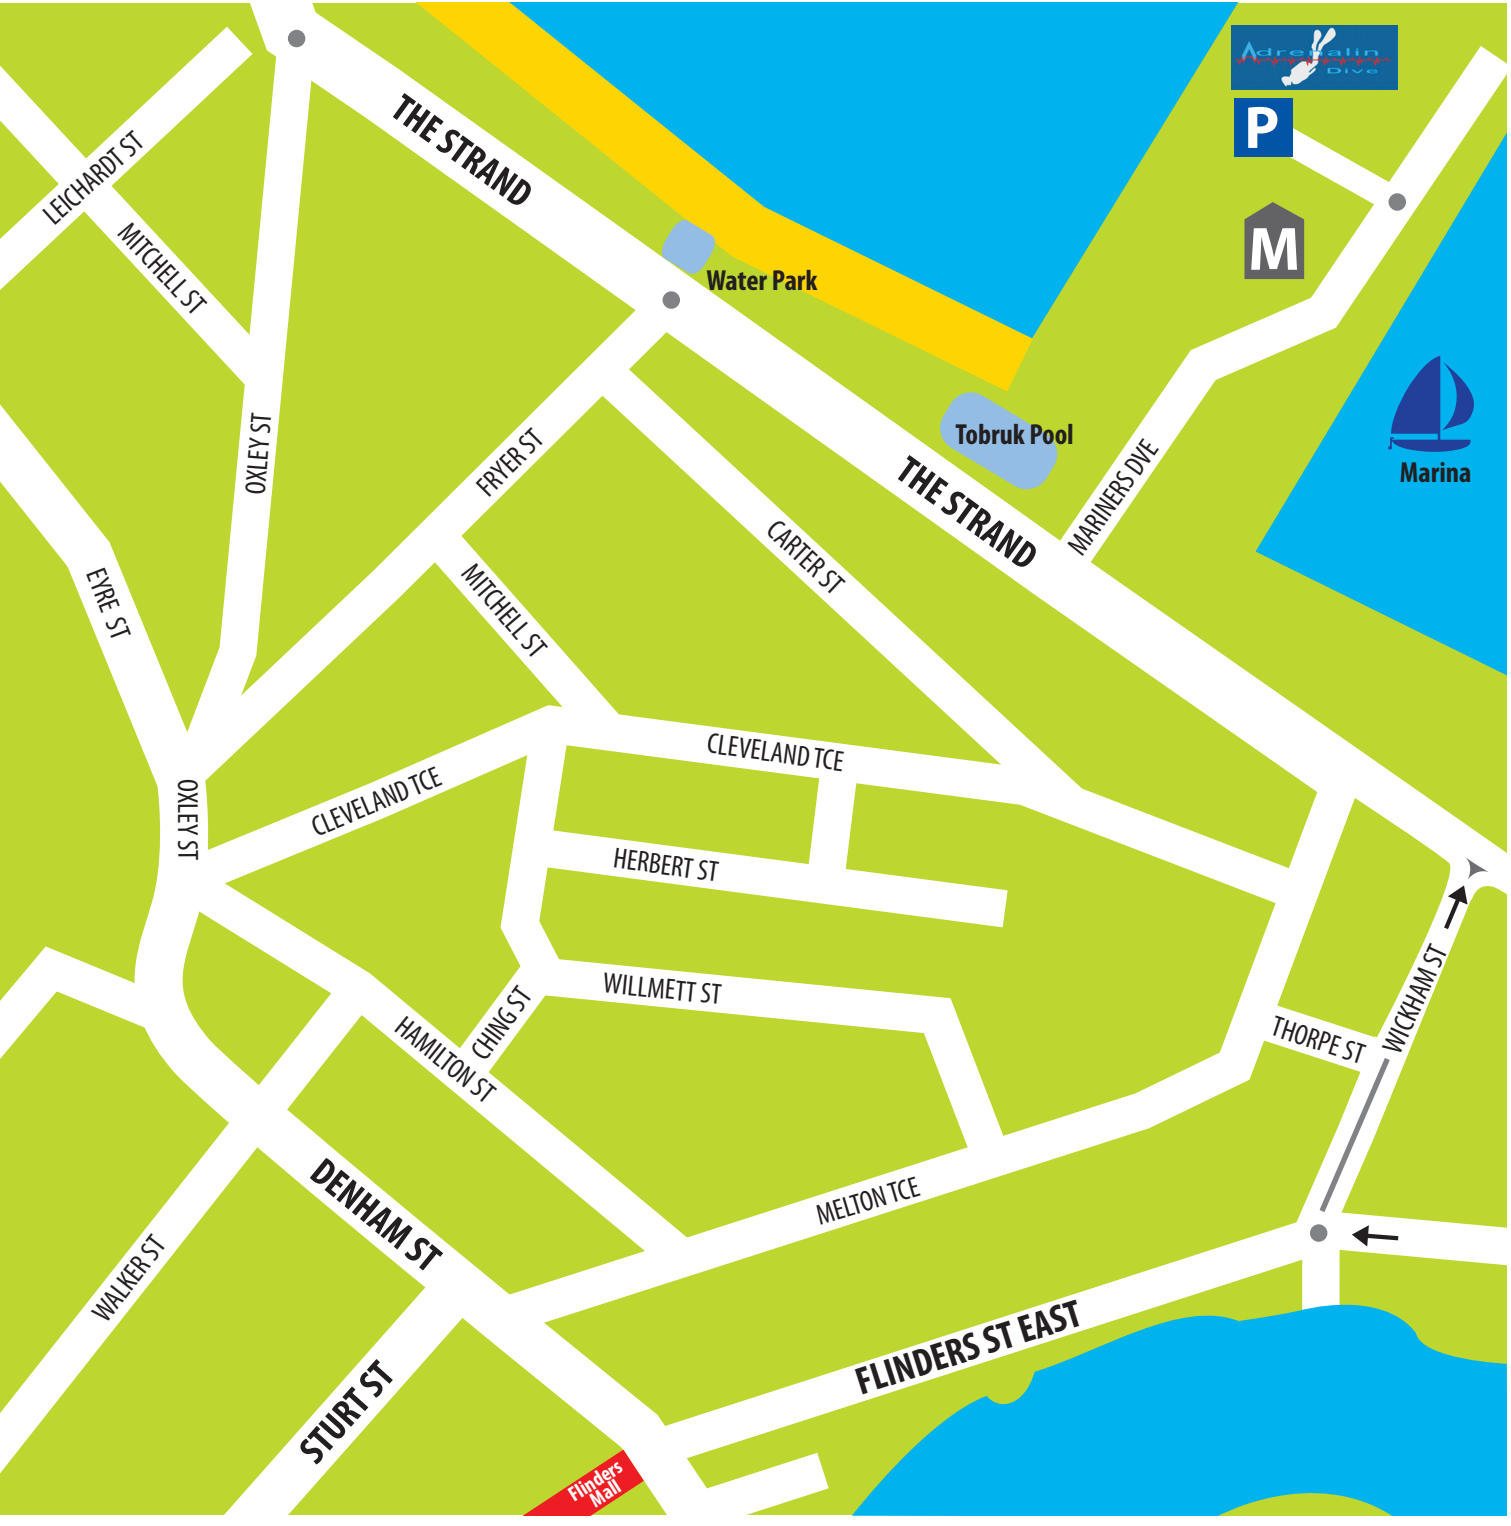 Adrenalin
Dive
P
LEICHARDT ST
THE STRAND
MITCHELL ST
M
Water Park
OXLEY ST
FRYER ST
Tobruk Pool
MARINERS DVE
Marina
THE STRAND
CARTER ST
EYRE ST
MITCHELL ST
CLEVELAND TCE
CLEVELAND TCE
OXLEY ST
HERBERT ST
WILLMETT ST
CHING ST
WICKHAM ST
THORPE ST
HAMILTON ST
DENHAM ST
MELTON TCE
WALKER ST
FLINDERS ST EAST
STURT ST
Flinders
Mall